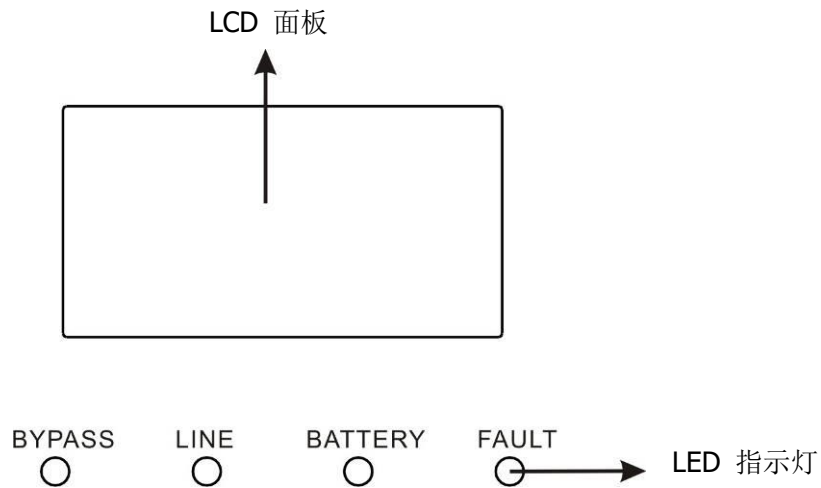 LCD 面板
BYPASS LINE BATTERY FAULT
LED 指示灯